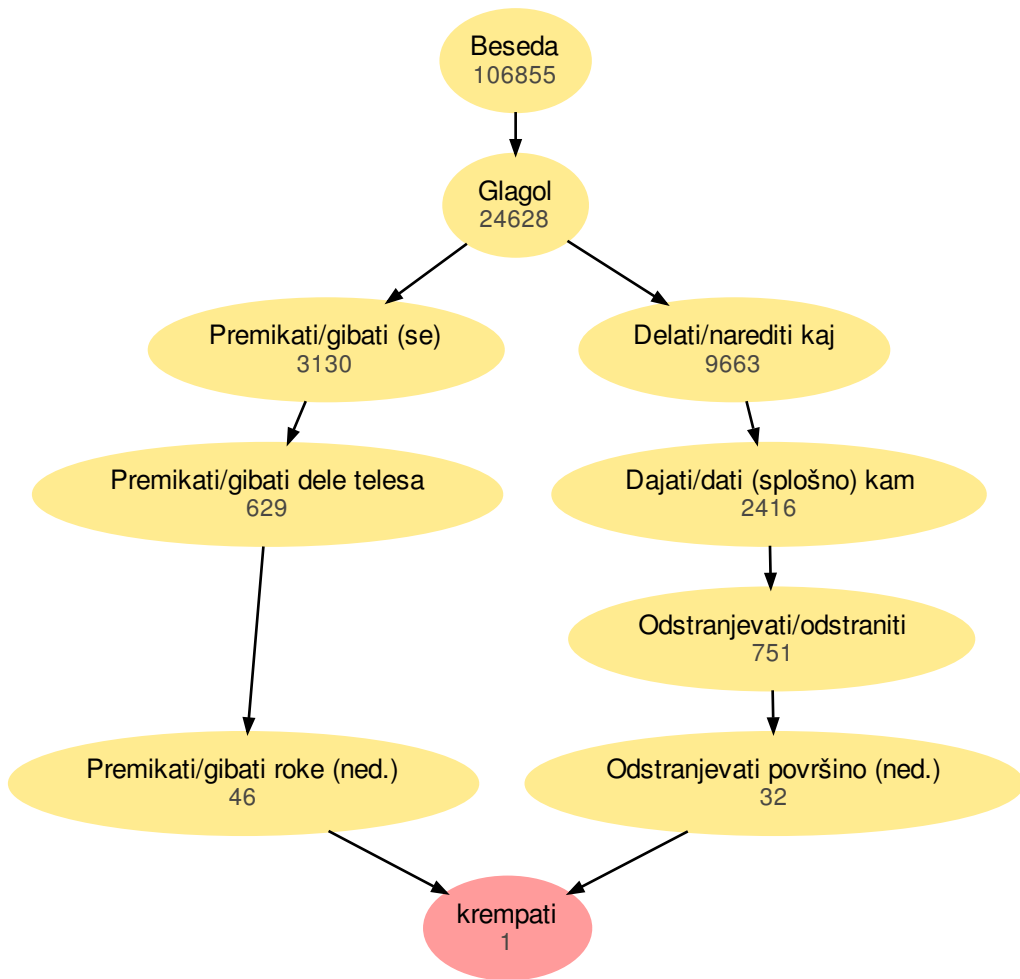 Beseda
106855
Glagol
24628
Premikati/gibati (se)
3130
Delati/narediti kaj
9663
Premikati/gibati dele telesa
629
Dajati/dati (splošno) kam
2416
Odstranjevati/odstraniti
751
Premikati/gibati roke (ned.)
46
Odstranjevati površino (ned.)
32
krempati
1